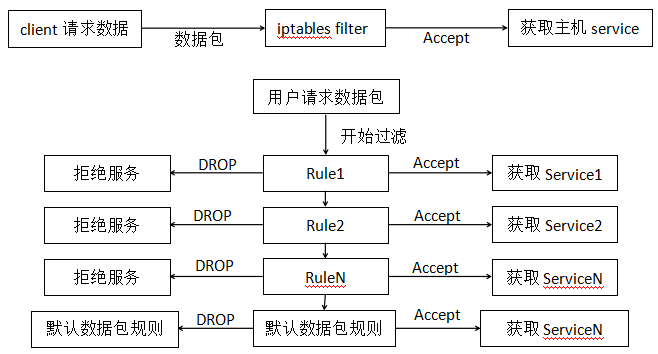 client 请求数据
数据包
iptables filter
Accept
获取主机 service
用户请求数据包
开始过滤
拒绝服务
DROP
Rule1
Accept
获取 Service1
拒绝服务
DROP
Rule2
Accept
获取 Service2
拒绝服务
DROP
RuleN
Accept
获取 ServiceN
默认数据包规则
DROP
默认数据包规则
Accept
获取 ServiceN